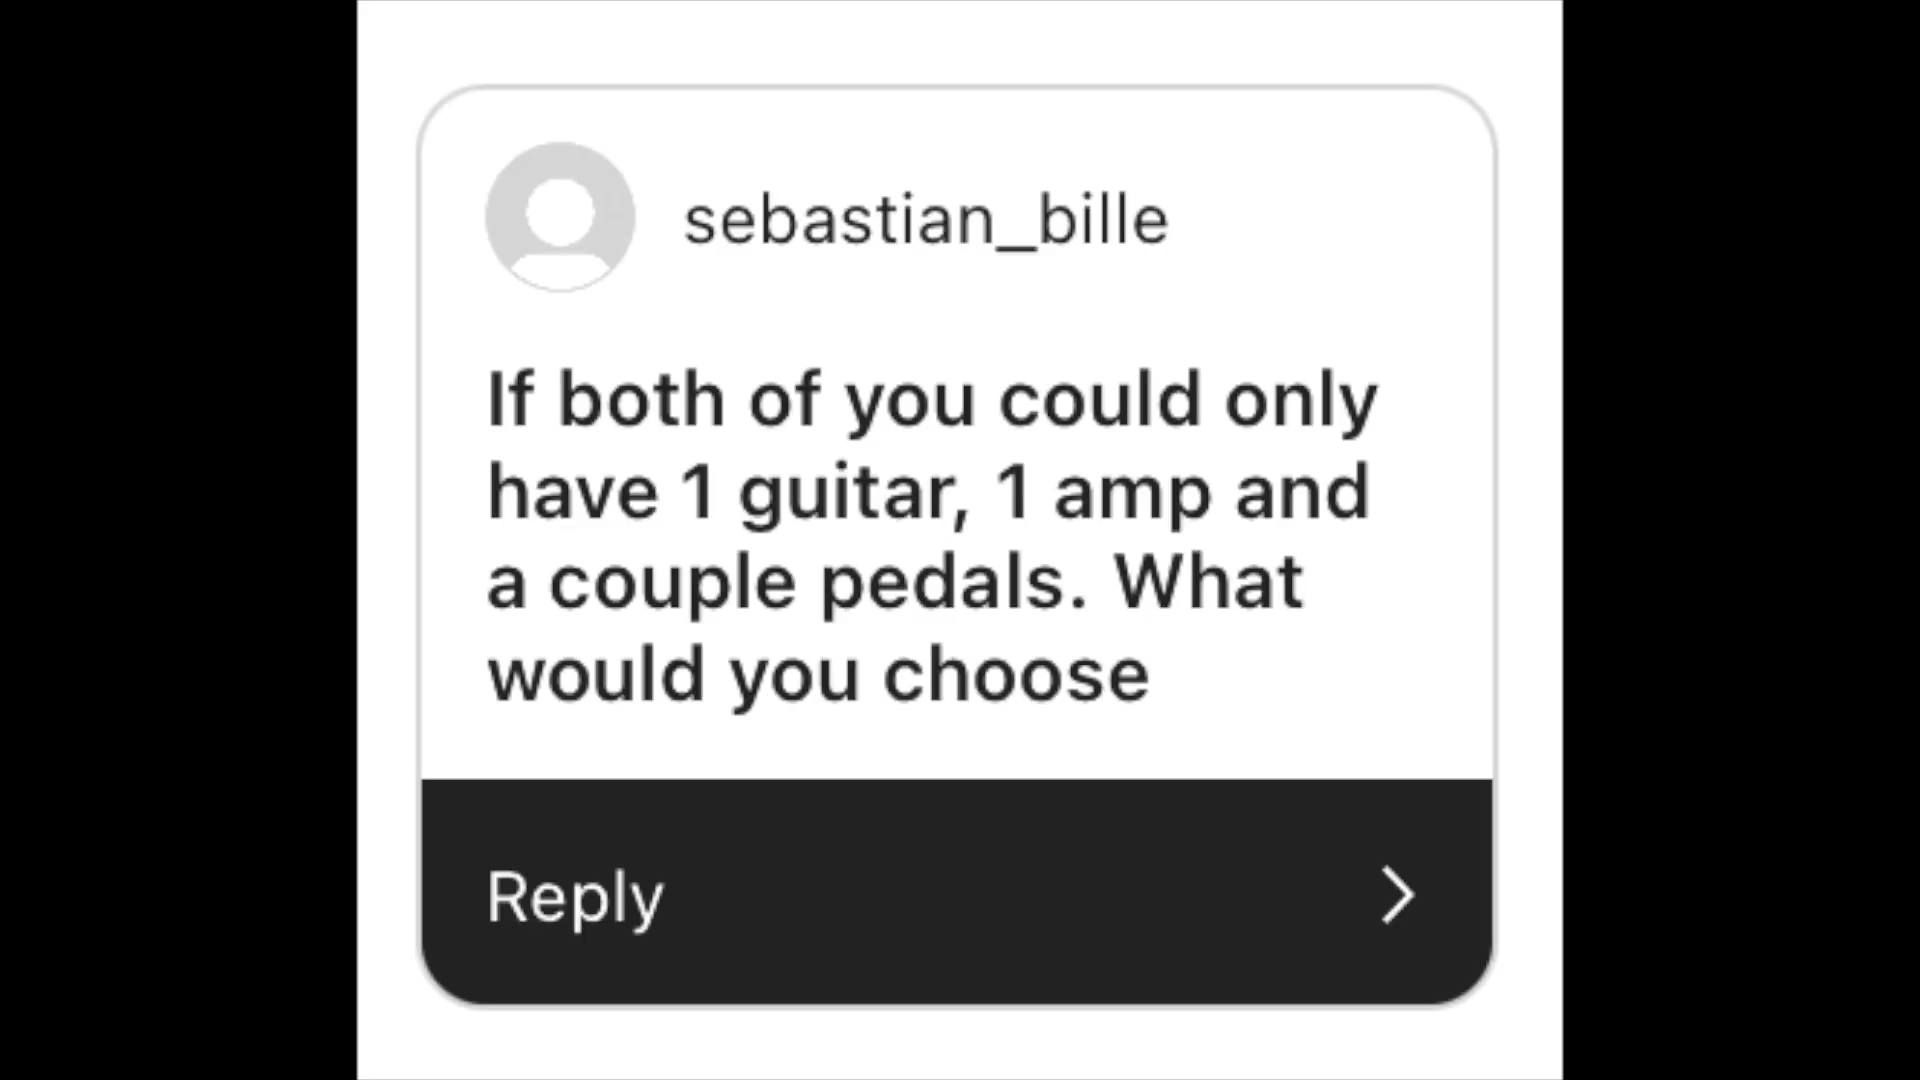 sebastian_bille
If both of you could only
have 1 guitar, 1 amp and
a couple pedals. What
would you choose
Reply